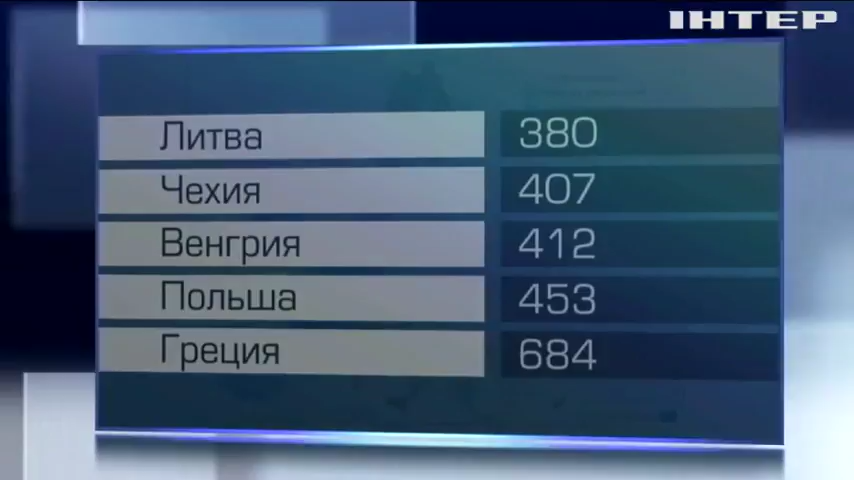 ІНТЕР
Литва 380
Чехия 407
Венгрия 412
Польша 453
Греция 684